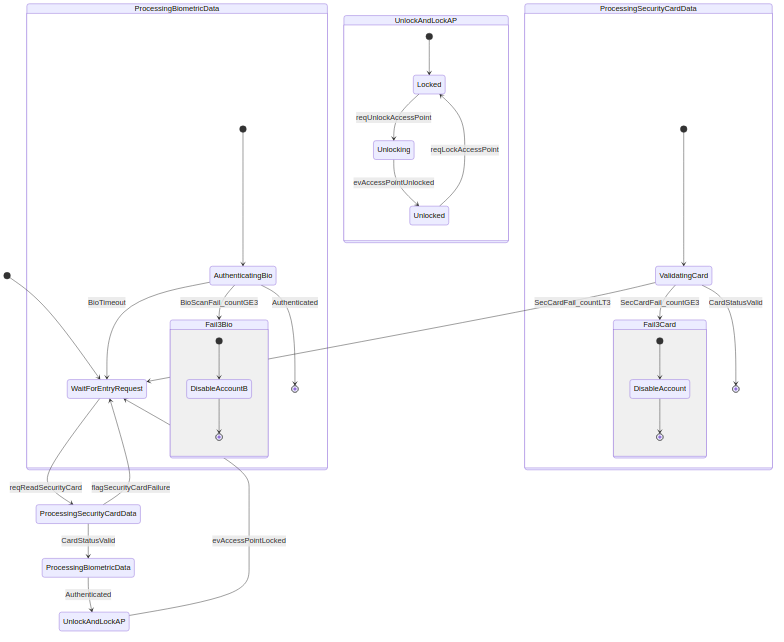 ProcessingBiometricData
UnlockAndLockAP
ProcessingSecurityCardData
Locked
reqUnlockAccessPoint
Unlocking
reqLockAccessPoint
evAccessPointUnlocked
Unlocked
AuthenticatingBio
ValidatingCard
BioTimeout
BioScanFail_countGE3
Authenticated
SecCardFail_countLT3
SecCardFail_countGE3
CardStatusValid
Fail3Bio
Fail3Card
WaitForEntryRequest
DisableAccountB
DisableAccount
reqReadSecurityCard
flagSecurityCardFailure
ProcessingSecurityCardData
CardStatusValid
evAccessPointLocked
ProcessingBiometricData
Authenticated
UnlockAndLockAP